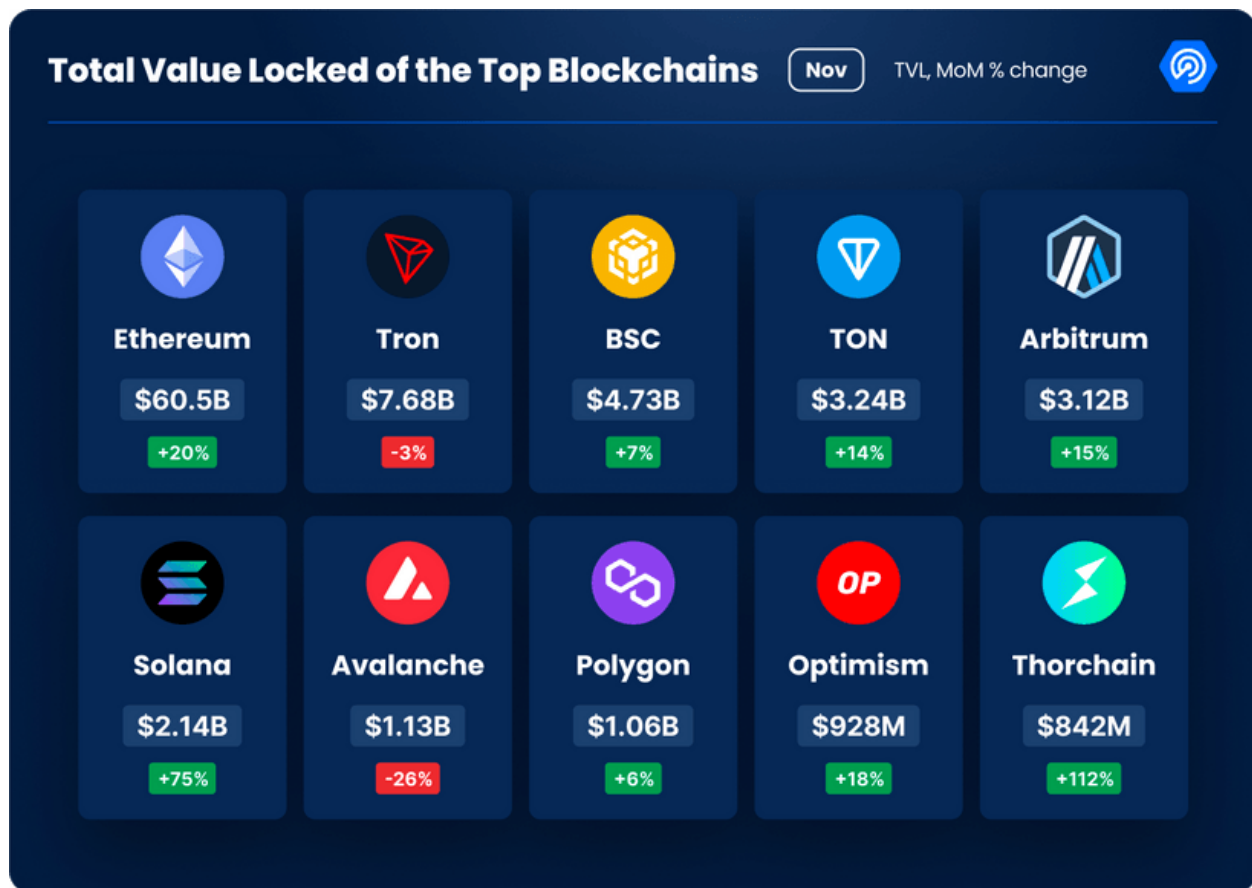 Total Value Locked of the Top Blockchains Nov TVL, MoM % change
Ethereum Tron BSC TON Arbitrum
$60.5B $7.68B $4.73B $3.24B $3.12B
+20% -3% +7% +14% +15%
OP
Solana Avalanche Polygon Optimism Thorchain
$2.14B $1.13B $1.06B $928M $842M
+75% -26% +6% +18% +112%